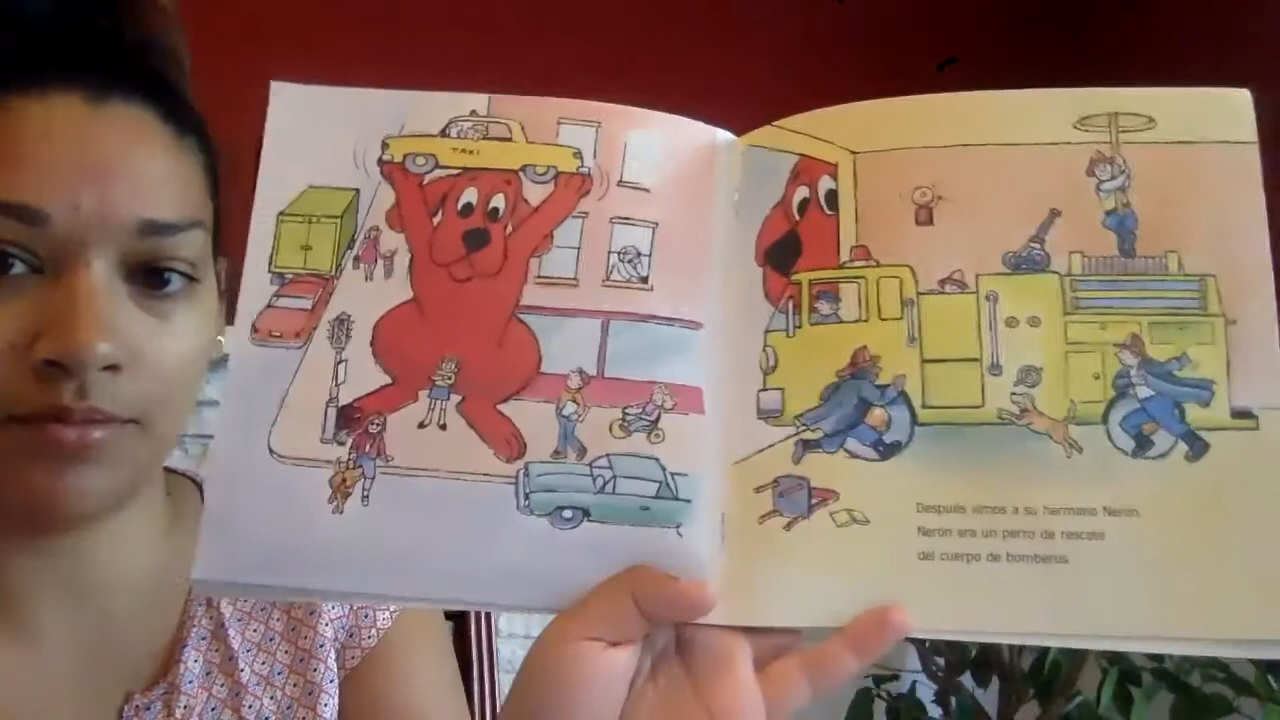 TAXI
Después vimos a su hermano Nerón.
Nerón era un perro de rescate
del cuerpo de bomberos.